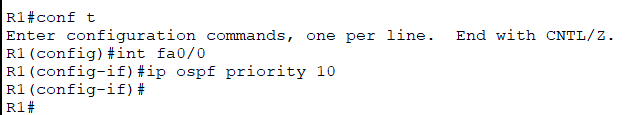 R1#conf t
Enter configuration commands, one per line.  End with CNTL/Z.
R1(config)#int fa0/0
R1(config-if)#ip ospf priority 10
R1(config-if)#
R1#